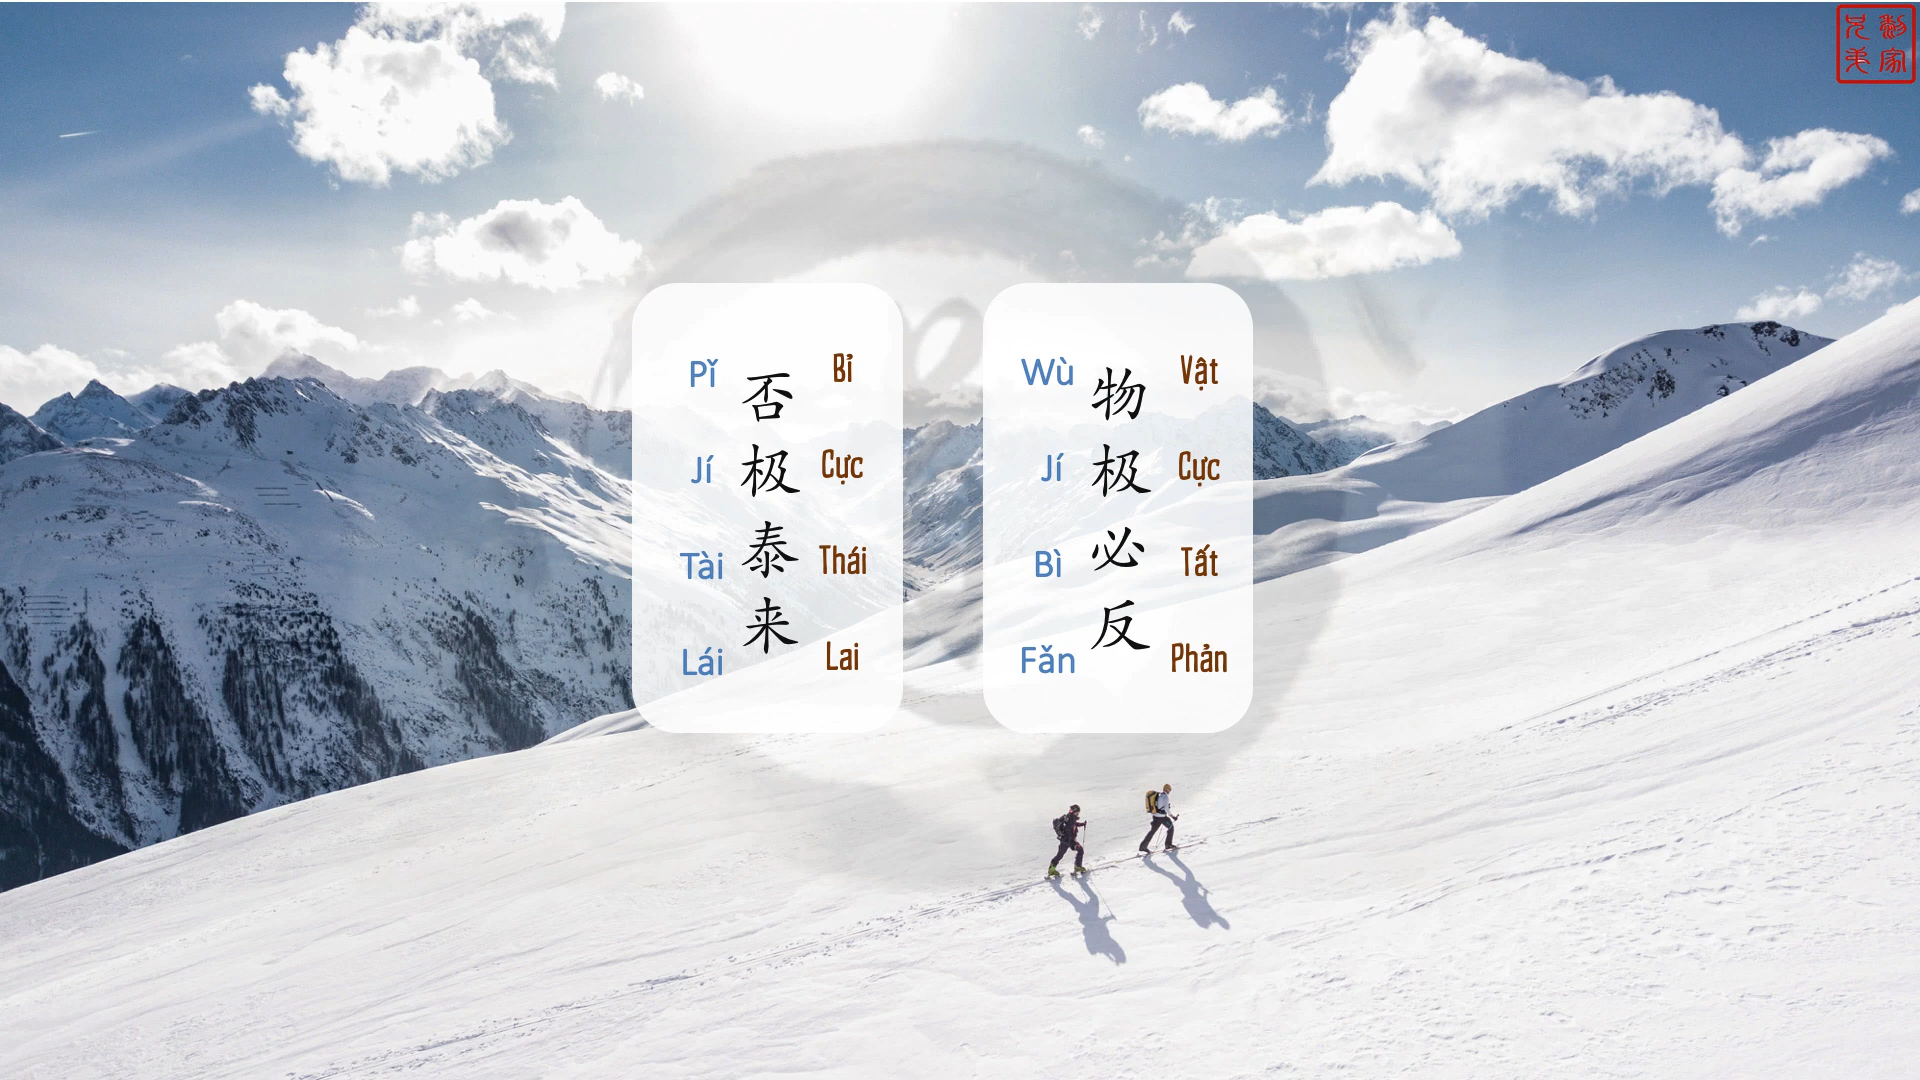 Pǐ 否 Bỉ
Jí 极 Cực
Tài 泰 Thái
Lái 来 Lai
Wù 物 Vật
Jí 极 Cực
Bì 必 Tất
Fǎn 反 Phản